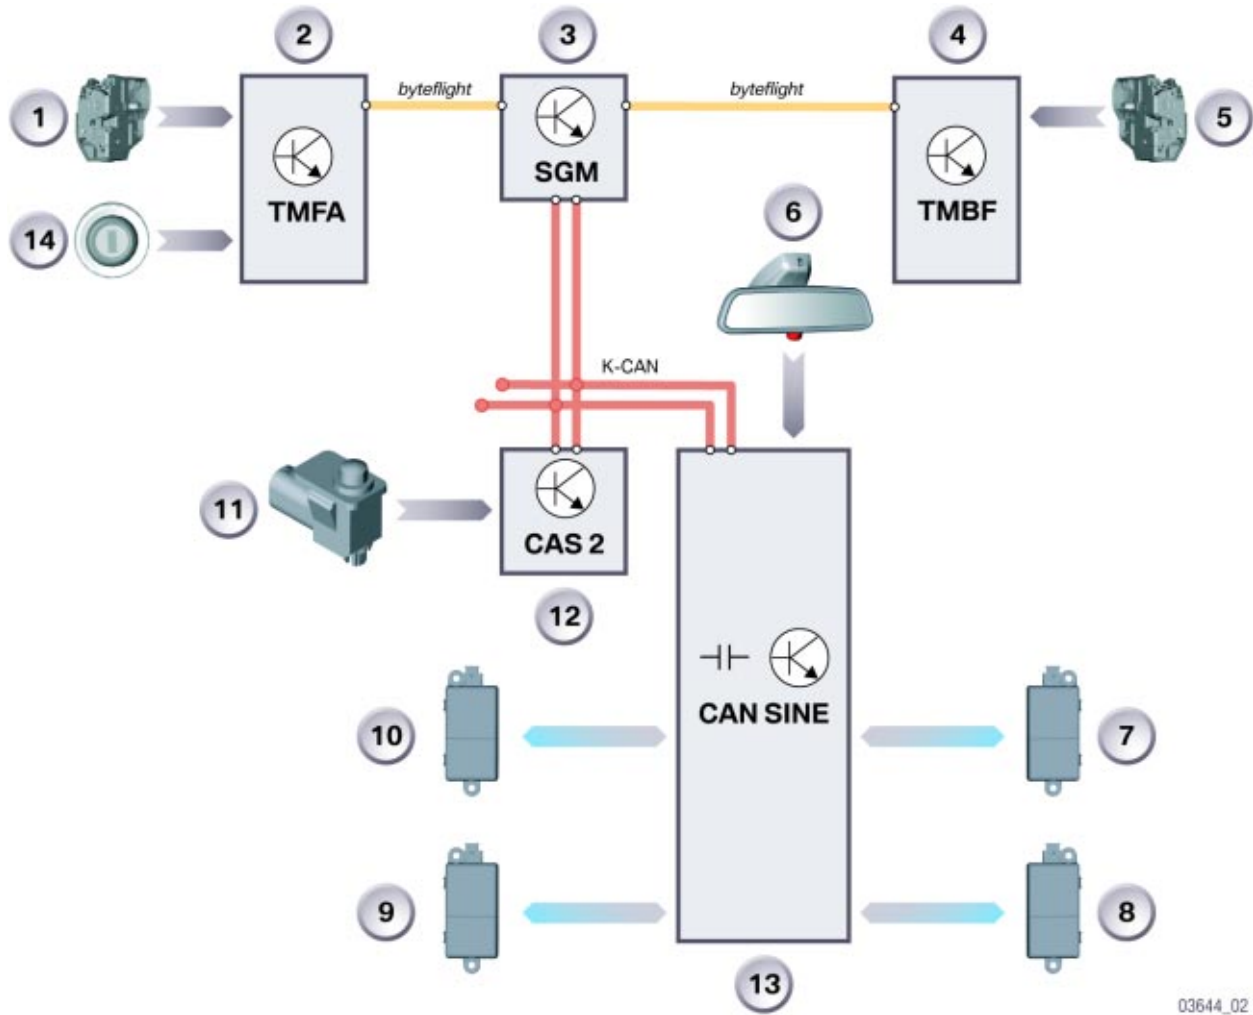 2
3
4
byteflight
byteflight
1
5
SGM
TMFA
TMBF
6
14
K-CAN
11
CAS 2
12
CAN SINE
10
7
9
8
13
03644_02